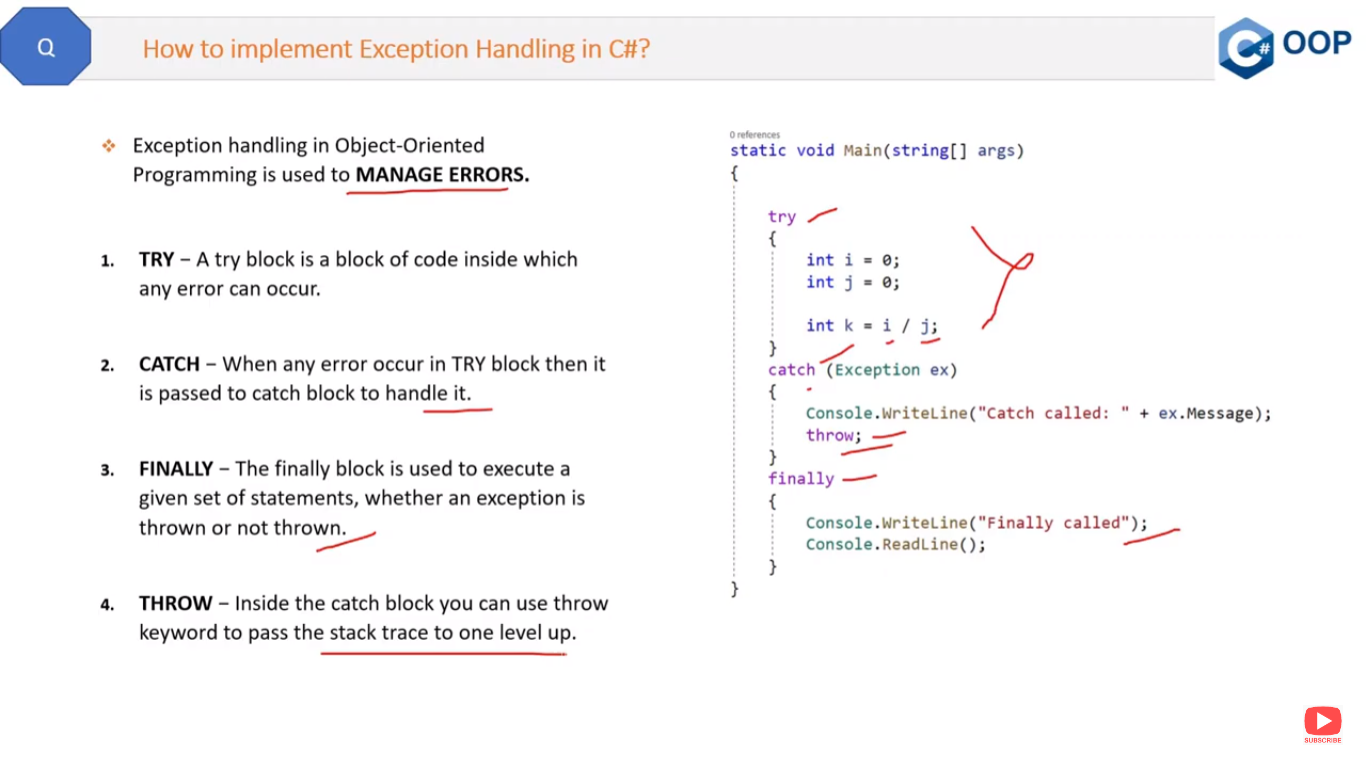 Q
How to implement Exception Handling in C#?
C# OOP
❖ Exception handling in Object-Oriented
Programming is used to MANAGE ERRORS.
1. TRY – A try block is a block of code inside which
any error can occur.
2. CATCH – When any error occur in TRY block then it
is passed to catch block to handle it.
3. FINALLY – The finally block is used to execute a
given set of statements, whether an exception is
thrown or not thrown.
4. THROW – Inside the catch block you can use throw
keyword to pass the stack trace to one level up.
0 references
static void Main(string[] args)
{
try
{
int i = 0;
int j = 0;
int k = i / j;
}
catch (Exception ex)
{
Console.WriteLine("Catch called: " + ex.Message);
throw;
}
finally
{
Console.WriteLine("Finally called");
Console.ReadLine();
}
}
SUBSCRIBE